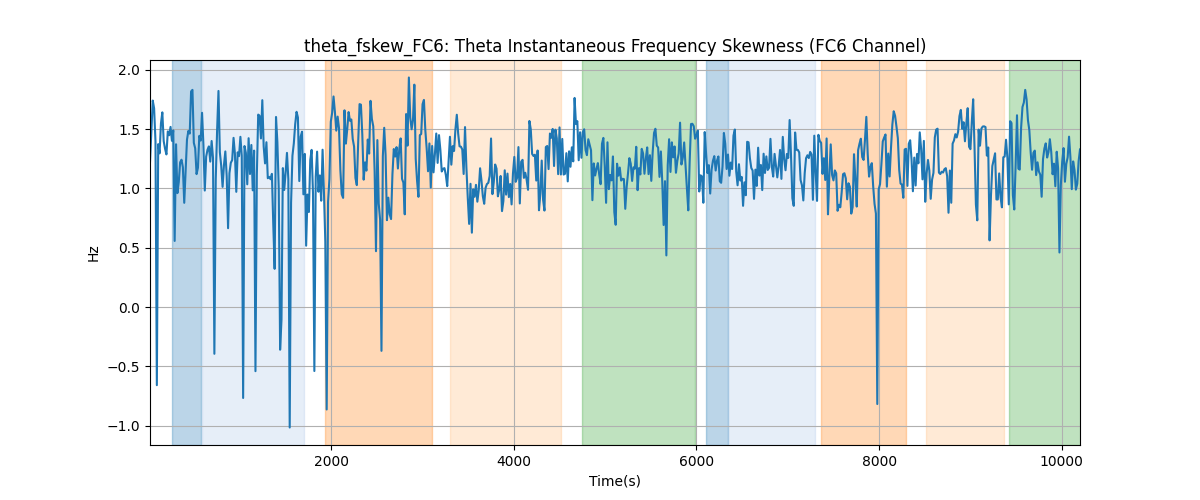 theta_fskew_FC6: Theta Instantaneous Frequency Skewness (FC6 Channel)
2.0
1.5
1.0
0.5
0.0
−0.5
−1.0
Hz
2000 4000 6000 8000 10000
Time(s)